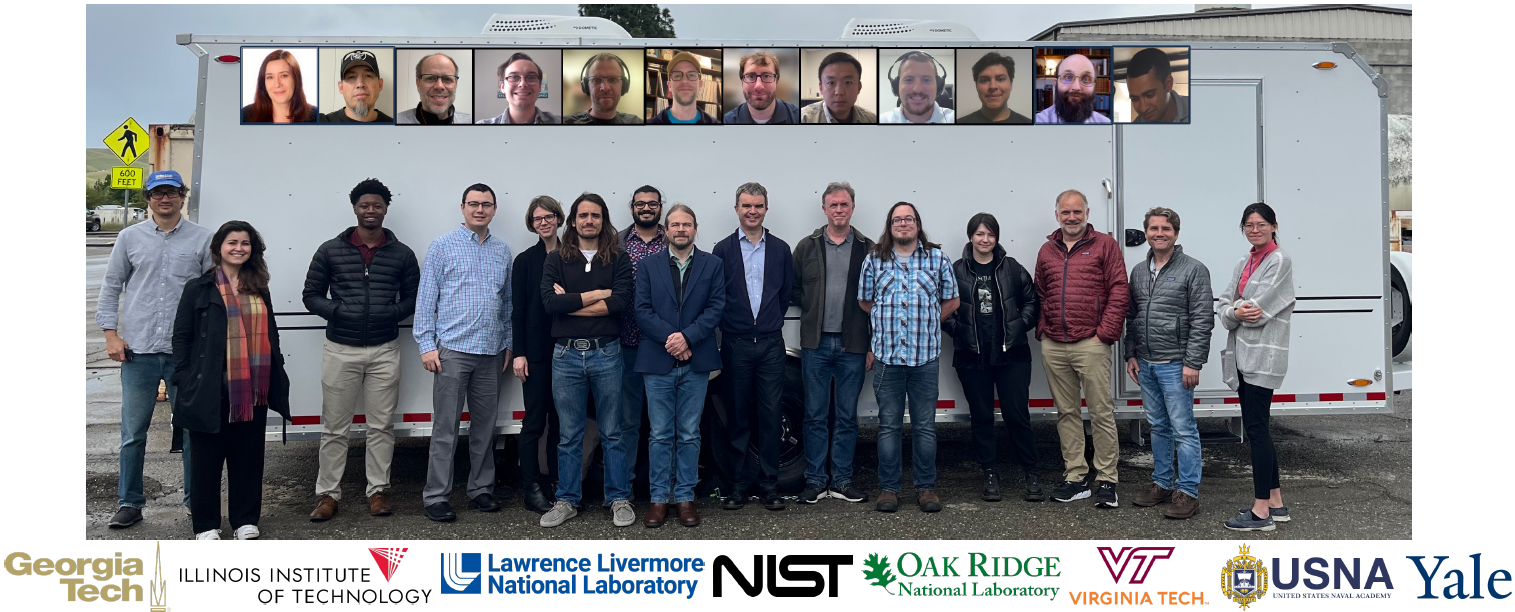 DOMETIC
DOMETIC
600
FEET
Georgia
Tech
ILLINOIS INSTITUTE
OF TECHNOLOGY
Lawrence Livermore
National Laboratory
NIST
OAK RIDGE
National Laboratory
VT
VIRGINIA TECH
USNA
UNITED STATES NAVAL ACADEMY
Yale